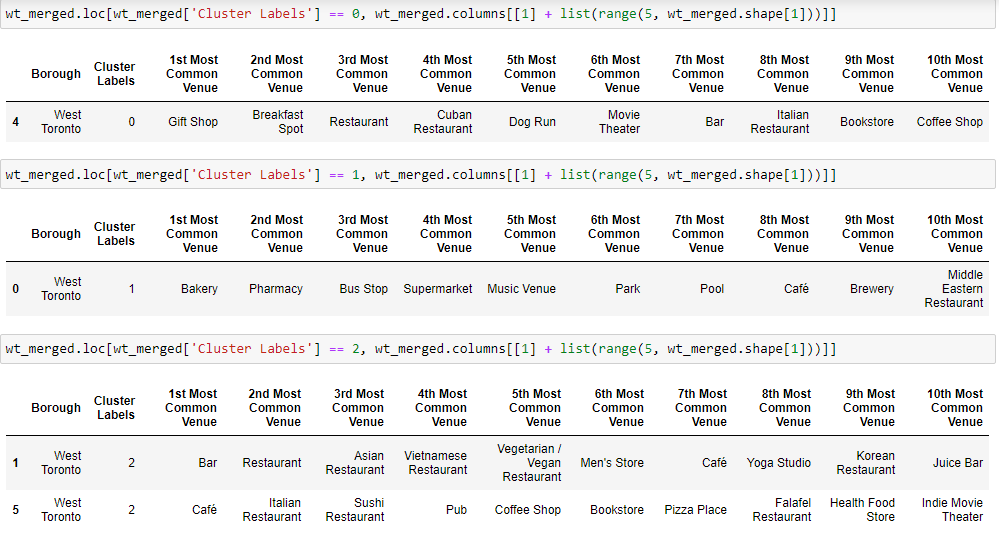 wt_merged.loc[wt_merged['Cluster Labels'] == 0, wt_merged.columns[[1] + list(range(5, wt_merged.shape[1]))]]
Borough Cluster Labels 1st Most Common Venue 2nd Most Common Venue 3rd Most Common Venue 4th Most Common Venue 5th Most Common Venue 6th Most Common Venue 7th Most Common Venue 8th Most Common Venue 9th Most Common Venue 10th Most Common Venue
4 West Toronto 0 Gift Shop Breakfast Spot Restaurant Cuban Restaurant Dog Run Movie Theater Bar Italian Restaurant Bookstore Coffee Shop
wt_merged.loc[wt_merged['Cluster Labels'] == 1, wt_merged.columns[[1] + list(range(5, wt_merged.shape[1]))]]
Borough Cluster Labels 1st Most Common Venue 2nd Most Common Venue 3rd Most Common Venue 4th Most Common Venue 5th Most Common Venue 6th Most Common Venue 7th Most Common Venue 8th Most Common Venue 9th Most Common Venue 10th Most Common Venue
0 West Toronto 1 Bakery Pharmacy Bus Stop Supermarket Music Venue Park Pool Café Brewery Middle Eastern Restaurant
wt_merged.loc[wt_merged['Cluster Labels'] == 2, wt_merged.columns[[1] + list(range(5, wt_merged.shape[1]))]]
Borough Cluster Labels 1st Most Common Venue 2nd Most Common Venue 3rd Most Common Venue 4th Most Common Venue 5th Most Common Venue 6th Most Common Venue 7th Most Common Venue 8th Most Common Venue 9th Most Common Venue 10th Most Common Venue
1 West Toronto 2 Bar Restaurant Asian Restaurant Vietnamese Restaurant Vegetarian / Vegan Restaurant Men's Store Café Yoga Studio Korean Restaurant Juice Bar
5 West Toronto 2 Café Italian Restaurant Sushi Restaurant Pub Coffee Shop Bookstore Pizza Place Falafel Restaurant Health Food Store Indie Movie Theater